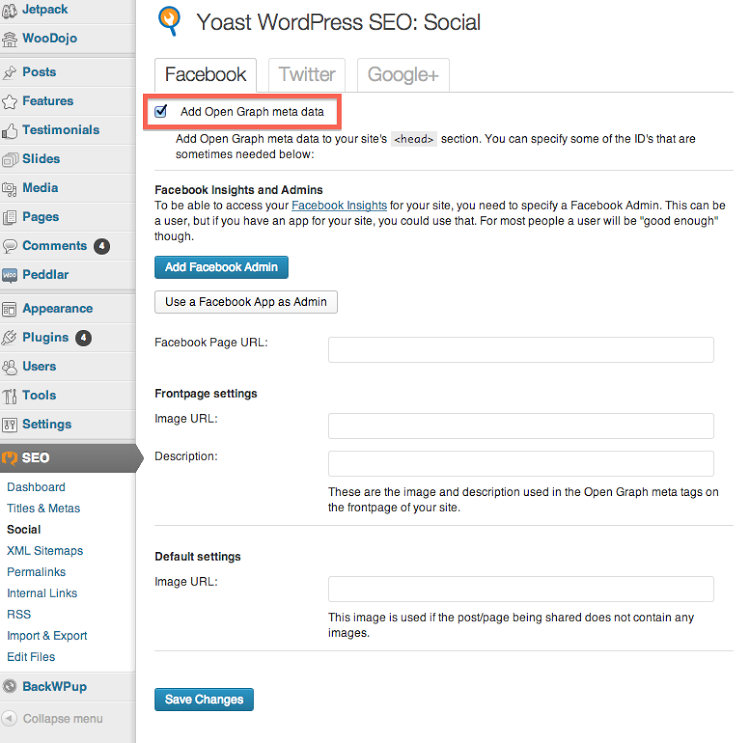 Jetpack
WooDojo
Posts
Features
Testimonials
Slides
Media
Pages
Comments 4
WOO Peddlar
Appearance
Plugins 4
Users
Tools
Settings
SEO
Dashboard
Titles & Metas
Social
XML Sitemaps
Permalinks
Internal Links
RSS
Import & Export
Edit Files
BackWPup
Collapse menu
Yoast WordPress SEO: Social
Facebook
Twitter
Google+
Add Open Graph meta data
Add Open Graph meta data to your site's <head> section. You can specify some of the ID's that are
sometimes needed below:
Facebook Insights and Admins
To be able to access your Facebook Insights for your site, you need to specify a Facebook Admin. This can be
a user, but if you have an app for your site, you could use that. For most people a user will be "good enough"
though.
Add Facebook Admin
Use a Facebook App as Admin
Facebook Page URL:
Frontpage settings
Image URL:
Description:
These are the image and description used in the Open Graph meta tags on
the frontpage of your site.
Default settings
Image URL:
This image is used if the post/page being shared does not contain any
images.
Save Changes